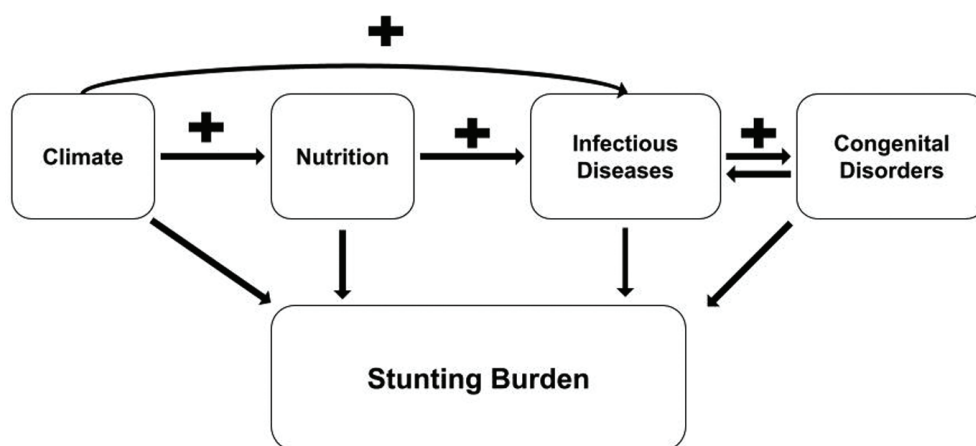 Climate
Nutrition
Infectious
Diseases
Congenital
Disorders
Stunting Burden